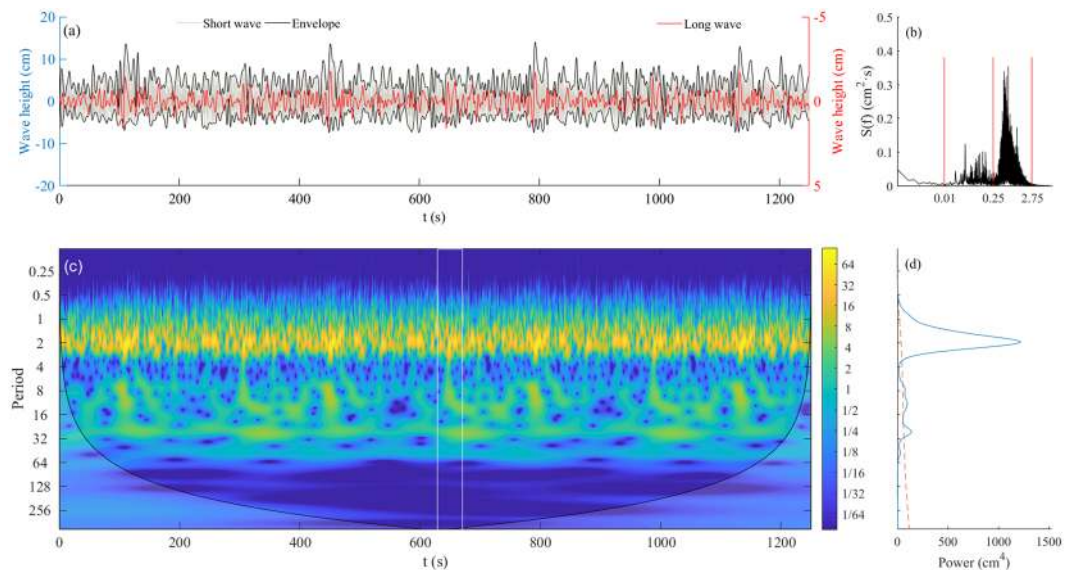 (a)
Short wave
Envelope
Long wave
Wave height (cm)
20
10
0
-10
-20
Wave height (cm)
-5
0
5
0 200 400 600 800 1000 1200
t (s)
(b)
S(f) (cm²·s)
0.5
0.4
0.3
0.2
0.1
0
0.01 0.25 2.75
(c)
Period
0.25
0.5
1
2
4
8
16
32
64
128
256
0 200 400 600 800 1000 1200
t (s)
64
32
16
8
4
2
1
1/2
1/4
1/8
1/16
1/32
1/64
(d)
0 500 1000 1500
Power (cm⁴)